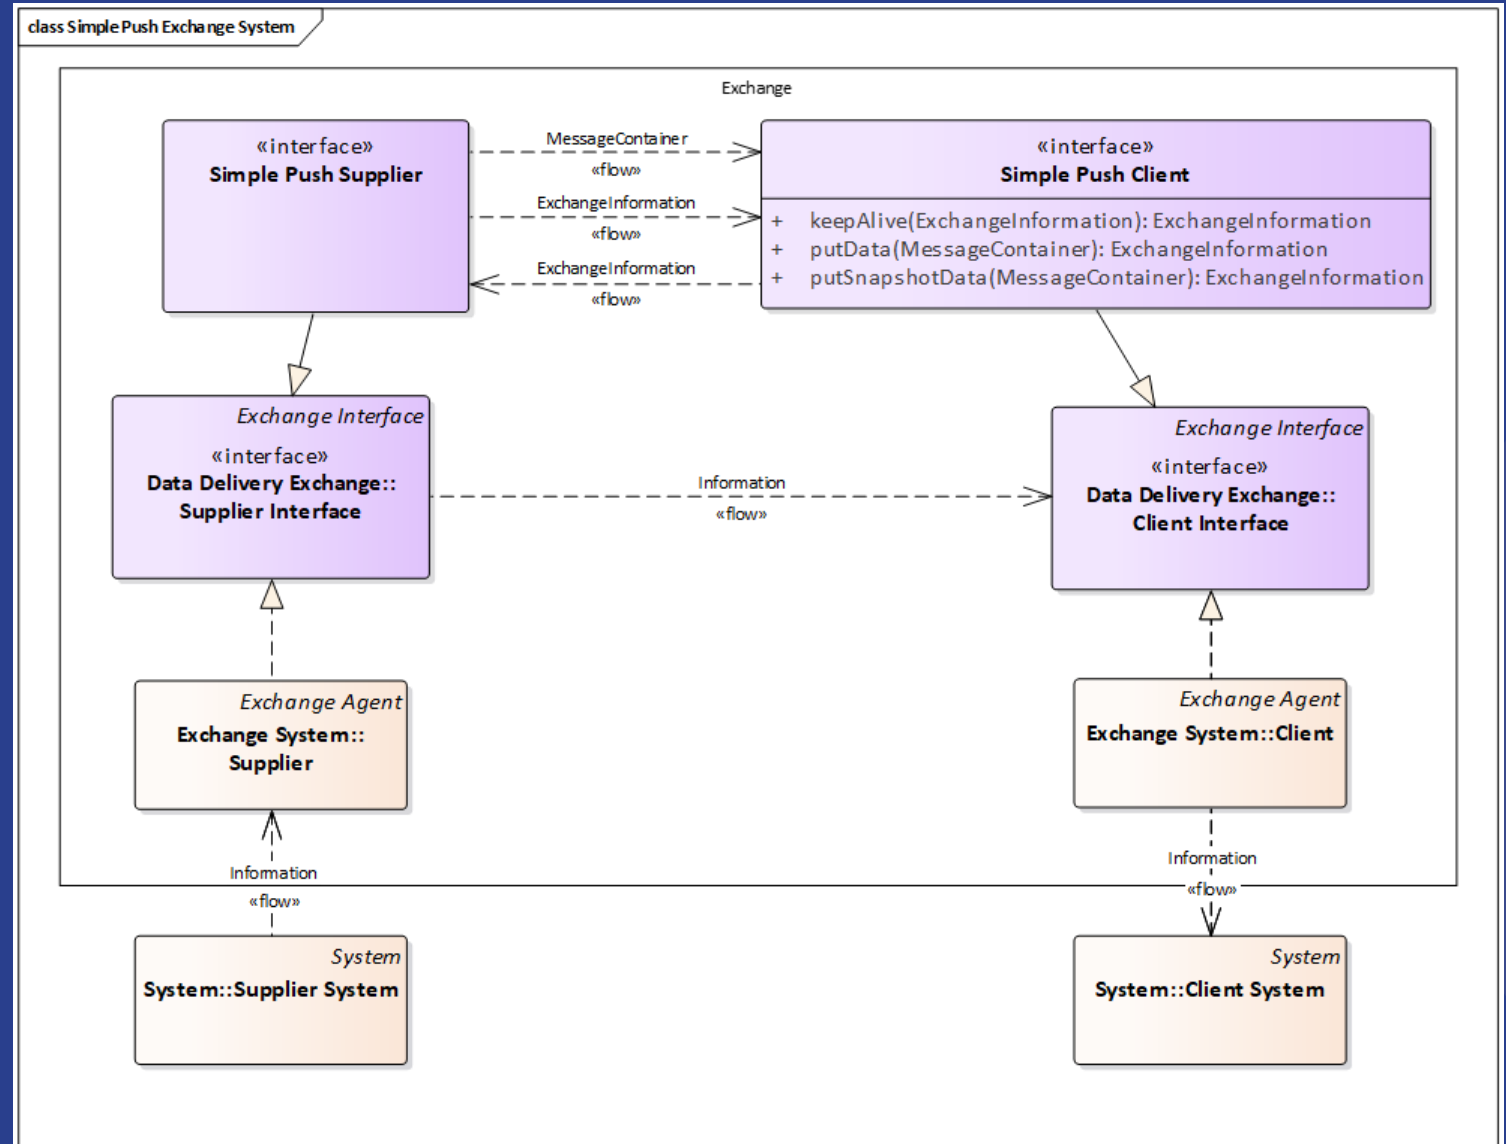 class Simple Push Exchange System
Exchange
«interface»
Simple Push Supplier
MessageContainer
«flow»
ExchangeInformation
«flow»
ExchangeInformation
«flow»
«interface»
Simple Push Client
+ keepAlive(ExchangeInformation): ExchangeInformation
+ putData(MessageContainer): ExchangeInformation
+ putSnapshotData(MessageContainer): ExchangeInformation
Exchange Interface
«interface»
Data Delivery Exchange::
Supplier Interface
Information
«flow»
Exchange Interface
«interface»
Data Delivery Exchange::
Client Interface
Exchange Agent
Exchange System::
Supplier
Exchange Agent
Exchange System::Client
Information
«flow»
Information
«flow»
System
System::Supplier System
System
System::Client System